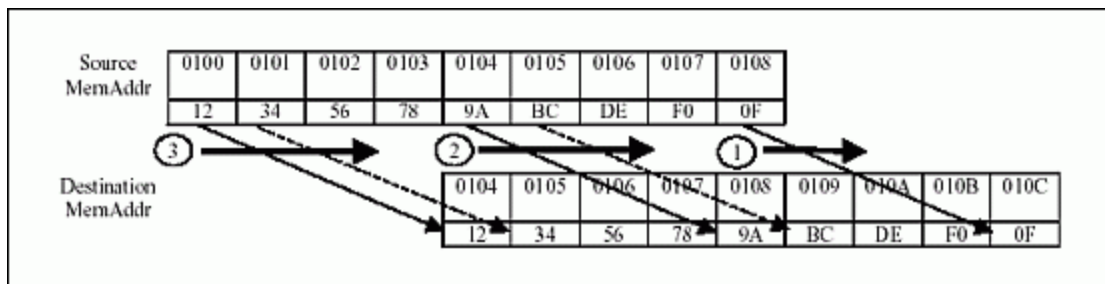 Source 0100 0101 0102 0103 0104 0105 0106 0107 0108
MemAddr
12 34 56 78 9A BC DE F0 0F
3 2 1
Destination 0104 0105 0106 0107 0108 0109 010A 010B 010C
MemAddr
12 34 56 78 9A BC DE F0 0F